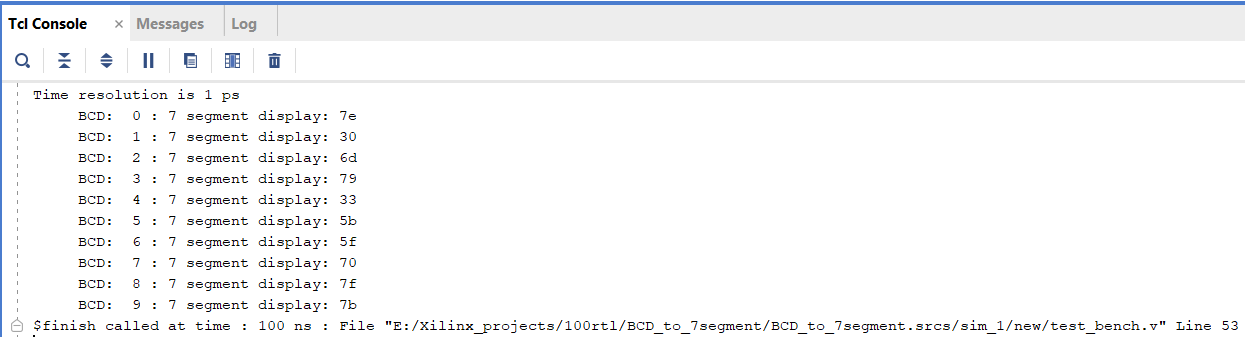 Tcl Console × Messages Log
Time resolution is 1 ps
BCD:  0 : 7 segment display: 7e
BCD:  1 : 7 segment display: 30
BCD:  2 : 7 segment display: 6d
BCD:  3 : 7 segment display: 79
BCD:  4 : 7 segment display: 33
BCD:  5 : 7 segment display: 5b
BCD:  6 : 7 segment display: 5f
BCD:  7 : 7 segment display: 70
BCD:  8 : 7 segment display: 7f
BCD:  9 : 7 segment display: 7b
$finish called at time : 100 ns : File "E:/Xilinx_projects/100rtl/BCD_to_7segment/BCD_to_7segment.srcs/sim_1/new/test_bench.v" Line 53